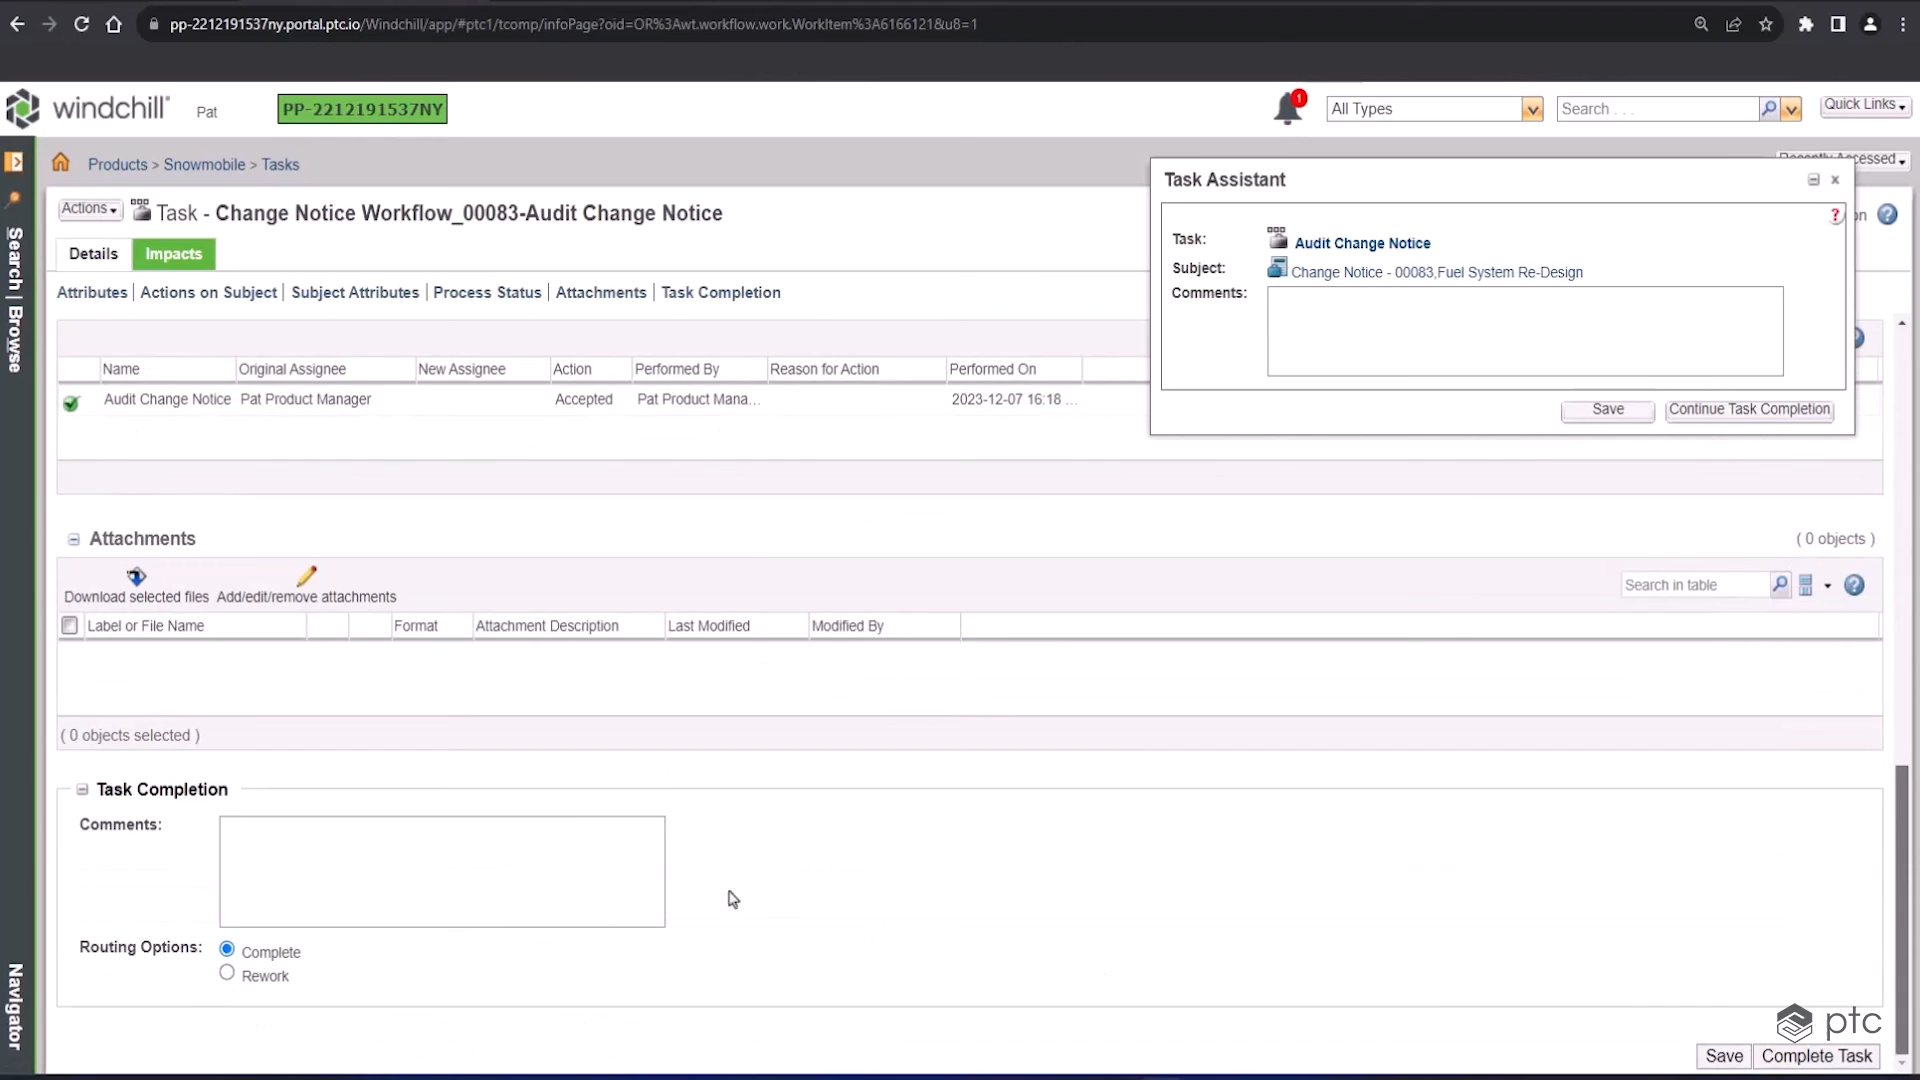 pp-2212191537ny.portal.ptc.io/Windchill/app/#ptc1/tcomp/infoPage?oid=OR%3Awt.workflow.work.WorkItem%3A6166121&u8=1
windchill Pat PP-2212191537NY 1 All Types Search . . . Quick Links
Products > Snowmobile > Tasks
Recently Accessed
Actions Task - Change Notice Workflow_00083-Audit Change Notice
Details Impacts
Attributes Actions on Subject Subject Attributes Process Status Attachments Task Completion
Task Assistant
Task: Audit Change Notice
Subject: Change Notice - 00083,Fuel System Re-Design
Comments:
Save Continue Task Completion
Name Original Assignee New Assignee Action Performed By Reason for Action Performed On
Audit Change Notice Pat Product Manager Accepted Pat Product Mana... 2023-12-07 16:18 ...
Attachments ( 0 objects )
Download selected files Add/edit/remove attachments Search in table
Label or File Name Format Attachment Description Last Modified Modified By
( 0 objects selected )
Task Completion
Comments:
Routing Options: Complete
Rework
Save Complete Task
ptc
Search | Browse
Navigator